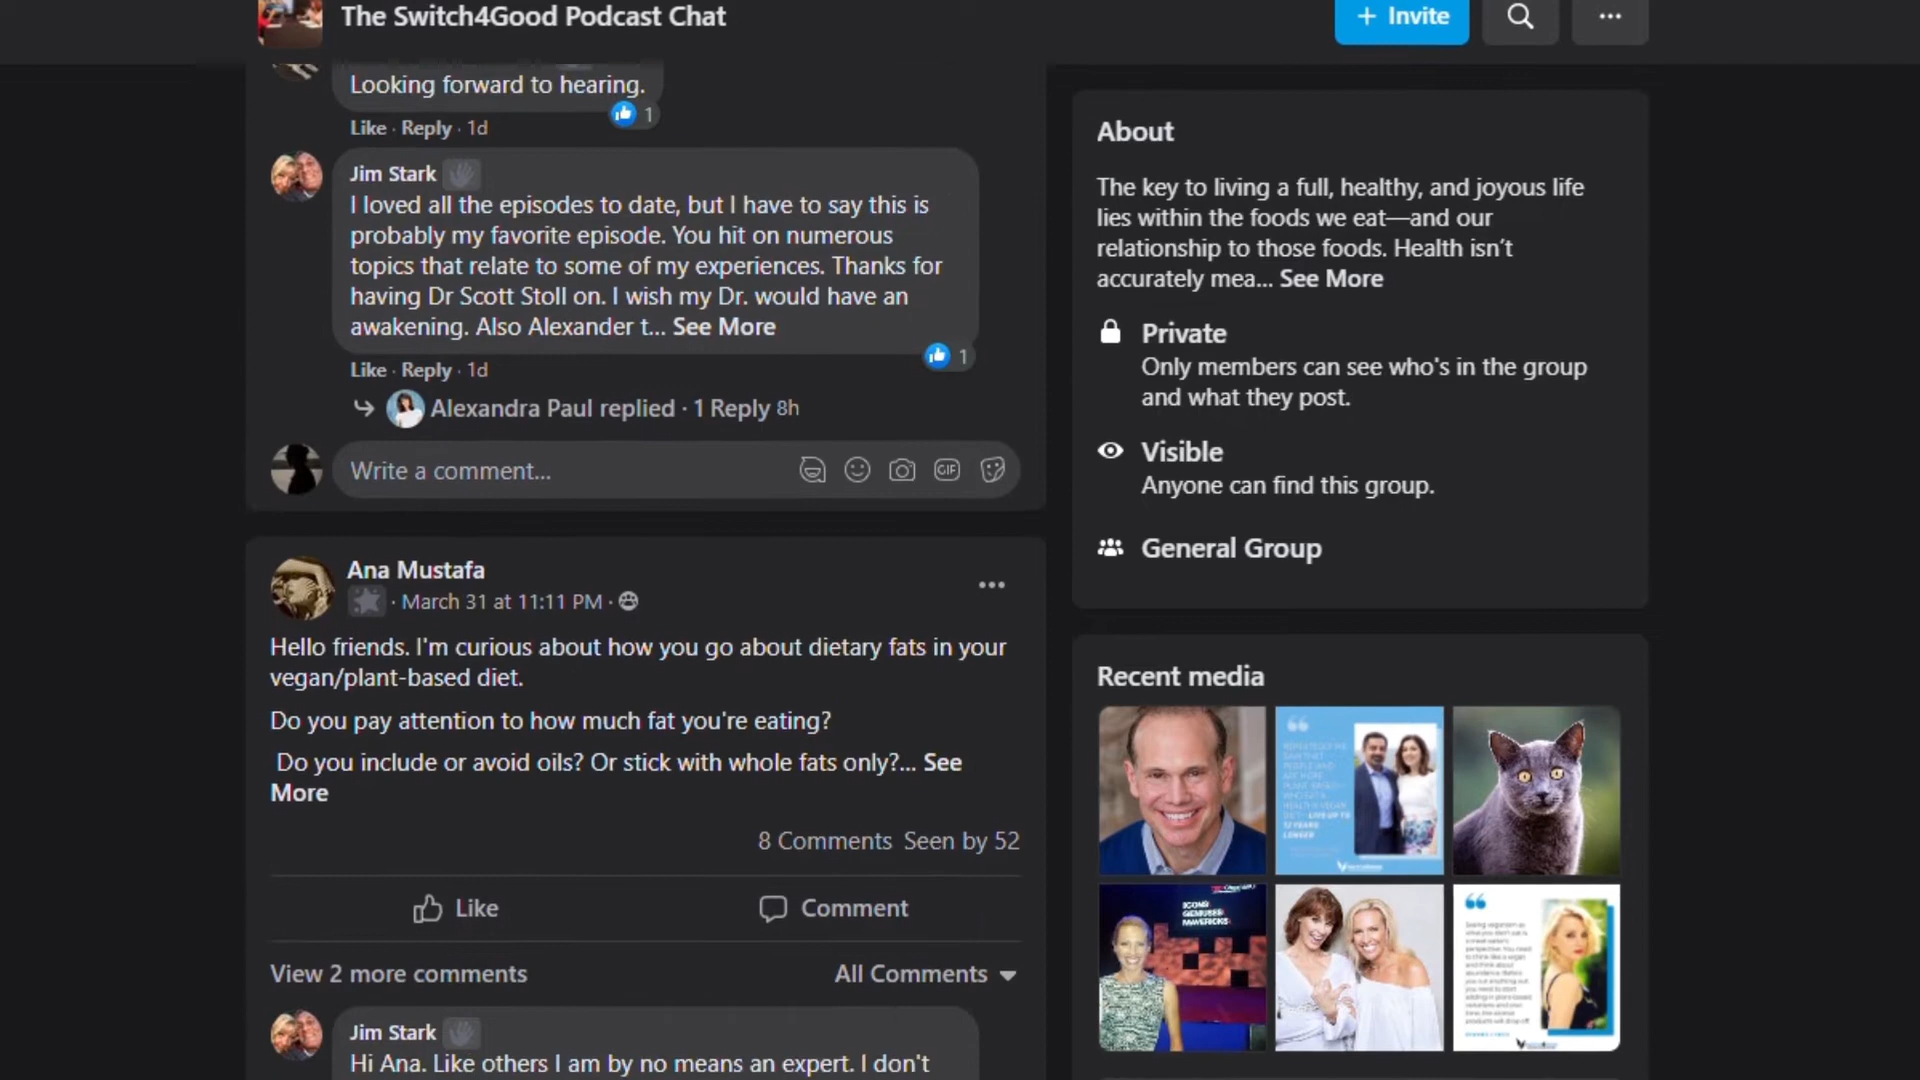 The Switch4Good Podcast Chat
+ Invite
Looking forward to hearing.
1
Like · Reply · 1d
Jim Stark
I loved all the episodes to date, but I have to say this is
probably my favorite episode. You hit on numerous
topics that relate to some of my experiences. Thanks for
having Dr Scott Stoll on. I wish my Dr. would have an
awakening. Also Alexander t... See More
1
Like · Reply · 1d
Alexandra Paul replied · 1 Reply 8h
Write a comment...
GIF
Ana Mustafa
· March 31 at 11:11 PM ·
Hello friends. I'm curious about how you go about dietary fats in your
vegan/plant-based diet.
Do you pay attention to how much fat you're eating?
Do you include or avoid oils? Or stick with whole fats only?... See
More
8 Comments Seen by 52
Like
Comment
View 2 more comments
All Comments
Jim Stark
Hi Ana. Like others I am by no means an expert. I don't
About
The key to living a full, healthy, and joyous life
lies within the foods we eat—and our
relationship to those foods. Health isn’t
accurately mea... See More
Private
Only members can see who's in the group
and what they post.
Visible
Anyone can find this group.
General Group
Recent media
ICONS
GENIUSES
MAVERICKS